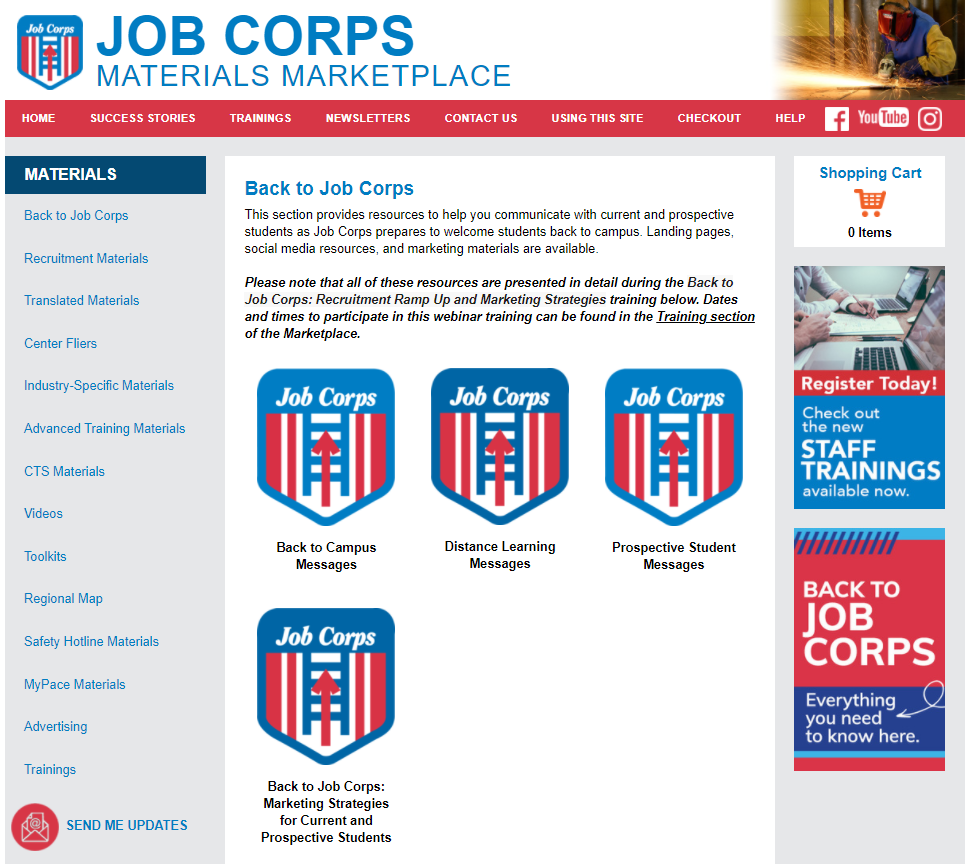 Job Corps
JOB CORPS
MATERIALS MARKETPLACE
HOME SUCCESS STORIES TRAININGS NEWSLETTERS CONTACT US USING THIS SITE CHECKOUT HELP YouTube
MATERIALS
Back to Job Corps
Recruitment Materials
Translated Materials
Center Fliers
Industry-Specific Materials
Advanced Training Materials
CTS Materials
Videos
Toolkits
Regional Map
Safety Hotline Materials
MyPace Materials
Advertising
Trainings
SEND ME UPDATES
Back to Job Corps
This section provides resources to help you communicate with current and prospective
students as Job Corps prepares to welcome students back to campus. Landing pages,
social media resources, and marketing materials are available.
Please note that all of these resources are presented in detail during the Back to
Job Corps: Recruitment Ramp Up and Marketing Strategies training below. Dates
and times to participate in this webinar training can be found in the Training section
of the Marketplace.
Job Corps
Back to Campus
Messages
Job Corps
Distance Learning
Messages
Job Corps
Prospective Student
Messages
Job Corps
Back to Job Corps:
Marketing Strategies
for Current and
Prospective Students
Shopping Cart
0 Items
Register Today!
Check out
the new
STAFF
TRAININGS
available now.
BACK TO
JOB
CORPS
Everything
you need
to know here.